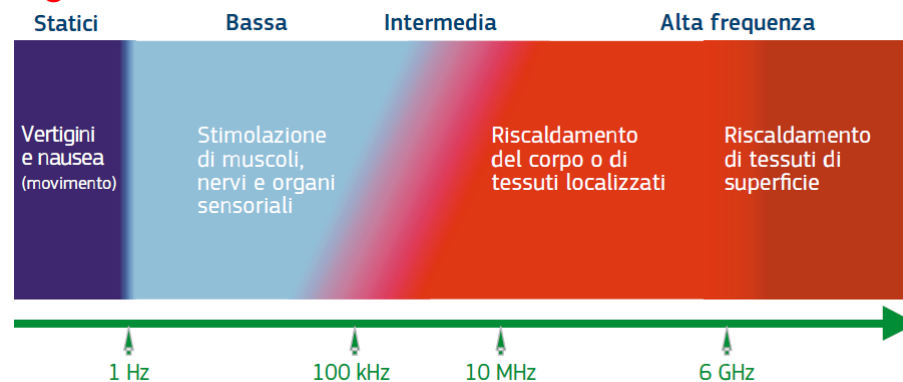 Statici
Bassa
Intermedia
Alta frequenza
Vertigini
e nausea
(movimento)
Stimolazione
di muscoli,
nervi e organi
sensoriali
Riscaldamento
del corpo o di
tessuti localizzati
Riscaldamento
di tessuti di
superficie
1 Hz
100 kHz
10 MHz
6 GHz